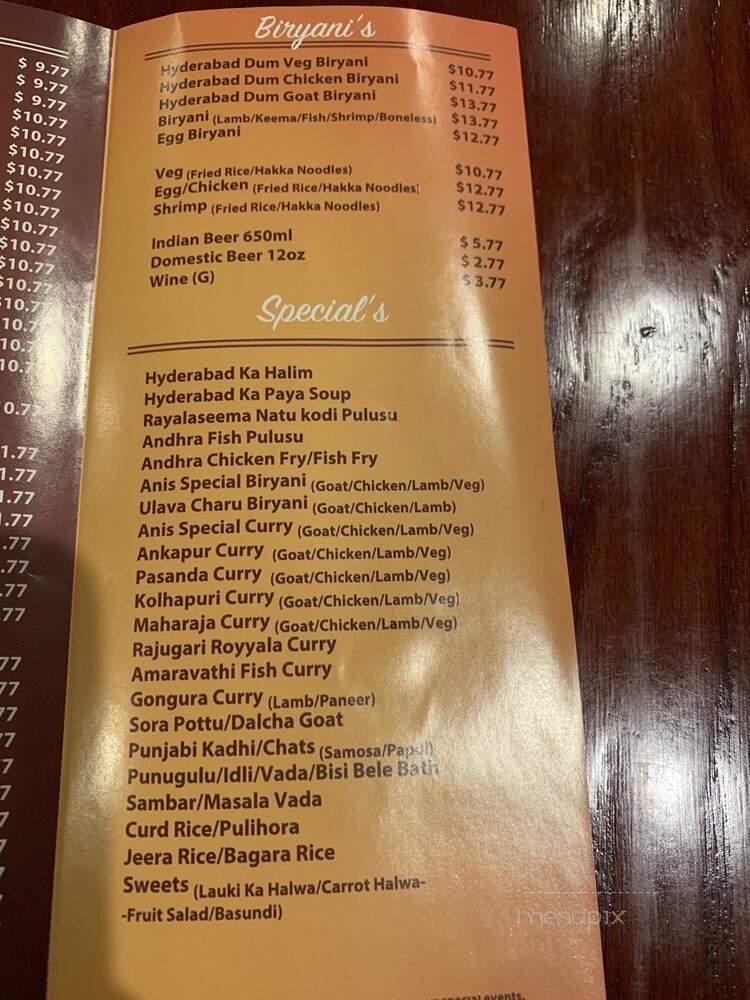 $ 9.77
$ 9.77
$ 9.77
$10.77
$10.77
$10.77
$10.77
$10.77
$10.77
$10.77
$10.77
$10.77
$10.77
Biryani's
Hyderabad Dum Veg Biryani $10.77
Hyderabad Dum Chicken Biryani $11.77
Hyderabad Dum Goat Biryani $13.77
Biryani (Lamb/Keema/Fish/Shrimp/Boneless) $13.77
Egg Biryani $12.77
Veg (Fried Rice/Hakka Noodles) $10.77
Egg/Chicken (Fried Rice/Hakka Noodles) $12.77
Shrimp (Fried Rice/Hakka Noodles) $12.77
Indian Beer 650ml $ 5.77
Domestic Beer 12oz $ 2.77
Wine (G) $ 3.77
Special's
Hyderabad Ka Halim
Hyderabad Ka Paya Soup
Rayalaseema Natu kodi Pulusu
Andhra Fish Pulusu
Andhra Chicken Fry/Fish Fry
Anis Special Biryani (Goat/Chicken/Lamb/Veg)
Ulava Charu Biryani (Goat/Chicken/Lamb)
Anis Special Curry (Goat/Chicken/Lamb/Veg)
Ankapur Curry (Goat/Chicken/Lamb/Veg)
Pasanda Curry (Goat/Chicken/Lamb/Veg)
Kolhapuri Curry (Goat/Chicken/Lamb/Veg)
Maharaja Curry (Goat/Chicken/Lamb/Veg)
Rajugari Royyala Curry
Amaravathi Fish Curry
Gongura Curry (Lamb/Paneer)
Sora Pottu/Dalcha Goat
Punjabi Kadhi/Chats (Samosa/Papdi)
Punugulu/Idli/Vada/Bisi Bele Bath
Sambar/Masala Vada
Curd Rice/Pulihora
Jeera Rice/Bagara Rice
Sweets (Lauki Ka Halwa/Carrot Halwa-
-Fruit Salad/Basundi)
special events.
menupix